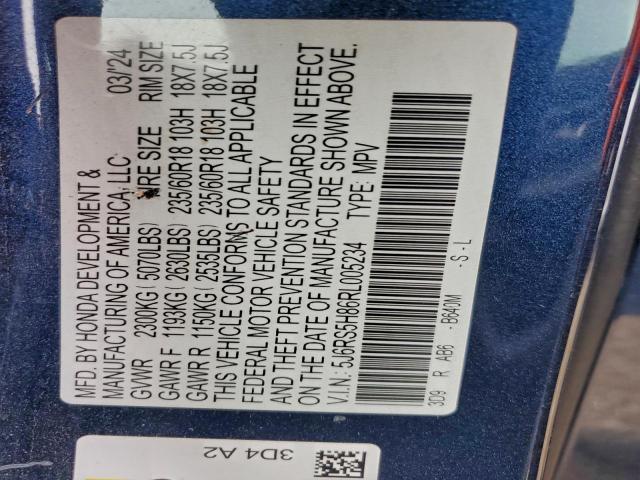 MFD. BY HONDA DEVELOPMENT & 03/'24
MANUFACTURING OF AMERICA, LLC
GVWR 2300KG ( 5070LBS) TIRE SIZE RIM SIZE
GAWR F 1193KG ( 2630LBS) 235/60R18 103H 18X7.5J
GAWR R 1150KG ( 2535LBS) 235/60R18 103H 18X7.5J
THIS VEHICLE CONFORMS TO ALL APPLICABLE
FEDERAL MOTOR VEHICLE SAFETY
AND THEFT PREVENTION STANDARDS IN EFFECT
ON THE DATE OF MANUFACTURE SHOWN ABOVE.
V.I.N.: 5J6RS5H86RL005234 TYPE: MPV
3D9 R AB6 -B640M -S-L
3D4 A2